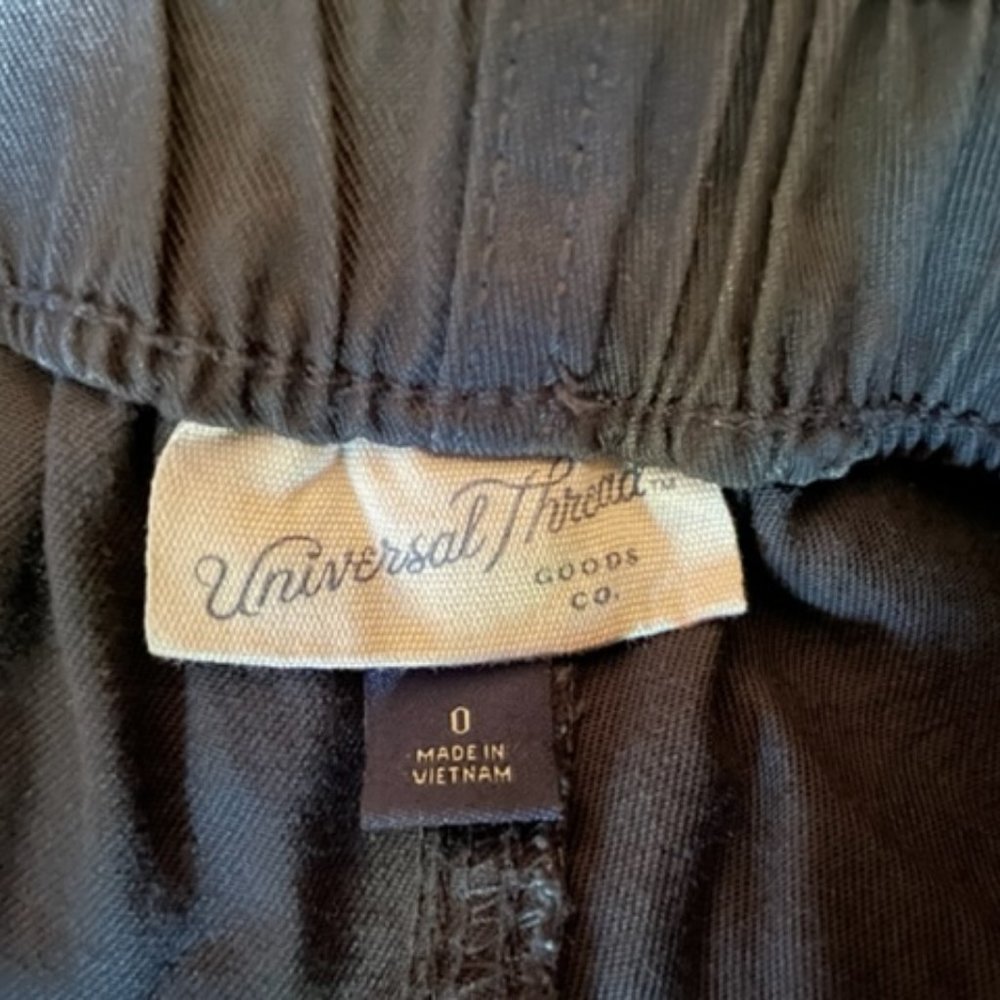 Universal Thread™
GOODS
CO.
0
MADE IN
VIETNAM